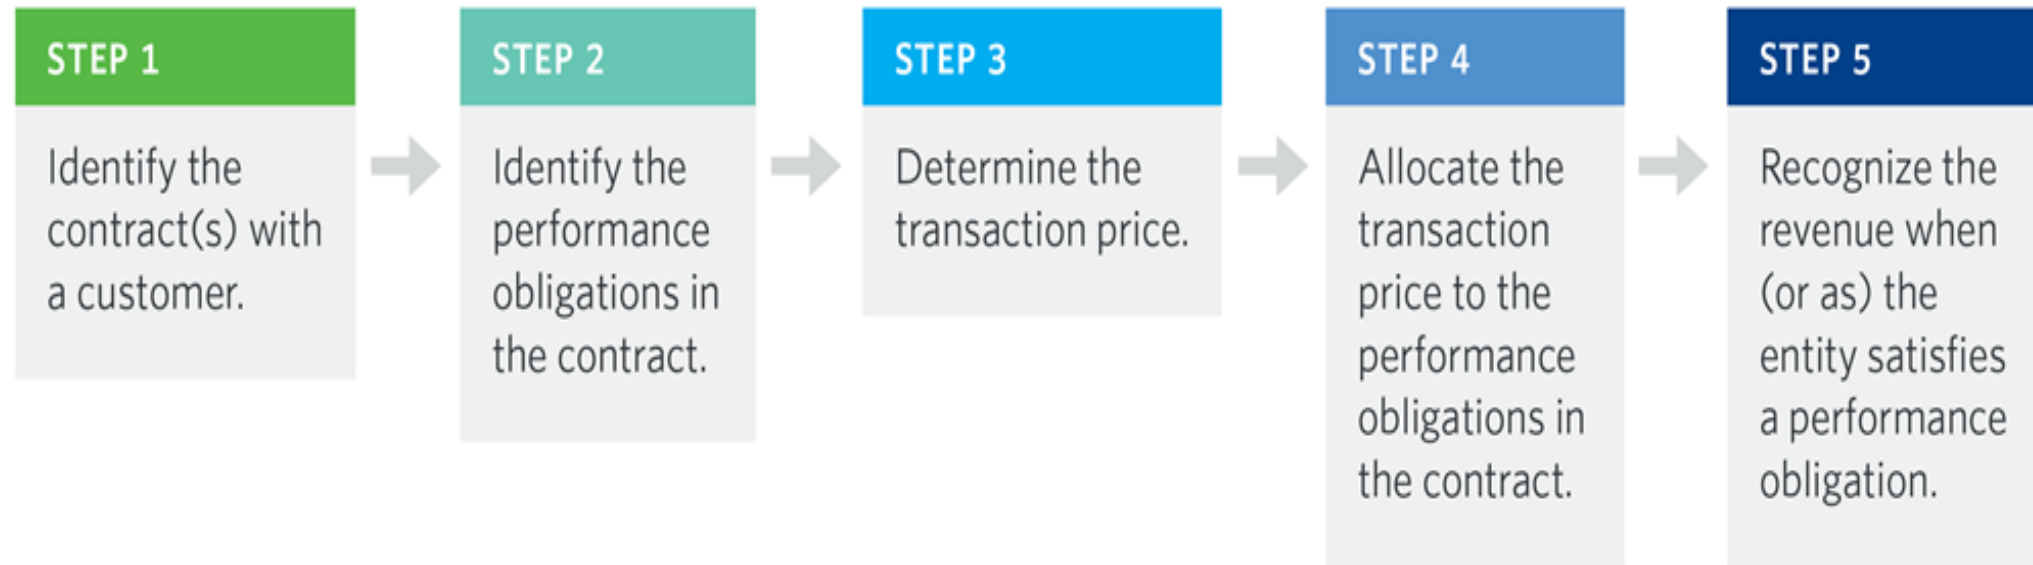 STEP 1
Identify the
contract(s) with
a customer.
STEP 2
Identify the
performance
obligations in
the contract.
STEP 3
Determine the
transaction price.
STEP 4
Allocate the
transaction
price to the
performance
obligations in
the contract.
STEP 5
Recognize the
revenue when
(or as) the
entity satisfies
a performance
obligation.